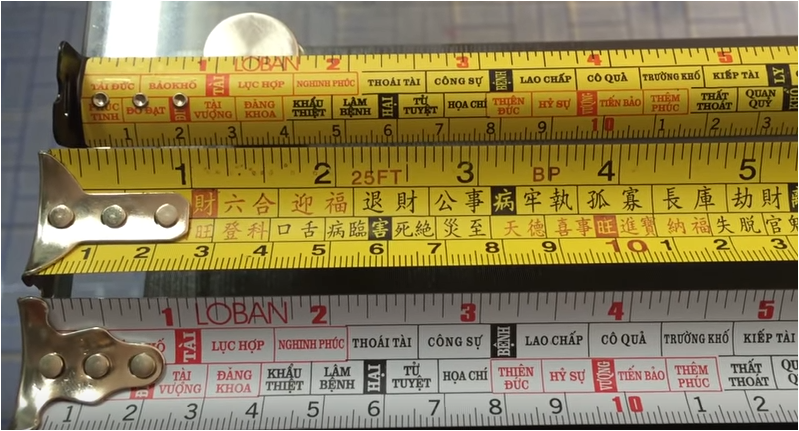 1 LOBAN 2 3 4 5
TÀI ĐỨC BẢO KHỐ TÀI LỤC HỢP NGHINH PHÚC THOÁI TÀI CÔNG SỰ BỆNH LAO CHẤP CÔ QUẢ TRƯỜNG KHỐ KIẾP TÀI LY
TÀI VƯỢNG ĐĂNG KHOA KHẨU THIỆT LÂM BỆNH HẠI TỬ TUYỆT HỌA CHÍ THIÊN ĐỨC HỶ SỰ VƯỢNG TIẾN BẢO THÊM PHÚC THẤT THOÁT QUAN QUỶ
1 2 3 4 5 6 7 8 9 10 1 2 3
1 2 25FT 3 BP 4 5
財 六合 迎福 退財 公事 病 牢執 孤寡 長庫 劫財
旺 登科 口舌 病臨 害 死絶 災至 天德 喜事 旺 進寶 納福 失脱 官鬼
1 2 3 4 5 6 7 8 9 10 1 2 3
1 LOBAN 2 3 4 5
TÀI LỤC HỢP NGHINH PHÚC THOÁI TÀI CÔNG SỰ BỆNH LAO CHẤP CÔ QUẢ TRƯỜNG KHỐ KIẾP TÀI
TÀI VƯỢNG ĐĂNG KHOA KHẨU THIỆT LÂM BỆNH HẠI TỬ TUYỆT HỌA CHÍ THIÊN ĐỨC HỶ SỰ VƯỢNG TIẾN BẢO THÊM PHÚC THẤT THOÁT
1 2 3 4 5 6 7 8 9 10 1 2